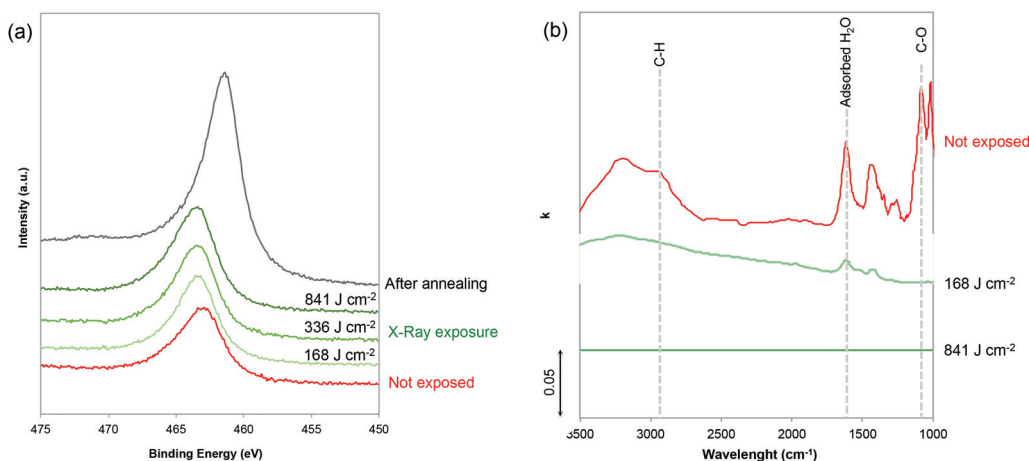 (a)
Intensity (a.u.)
After annealing
841 J cm-2
X-Ray exposure
336 J cm-2
168 J cm-2
Not exposed
475 470 465 460 455 450
Binding Energy (eV)
(b)
C-H
Adsorbed H2O
C-O
Not exposed
k
168 J cm-2
841 J cm-2
0.05
3500 3000 2500 2000 1500 1000
Wavelenght (cm-1)